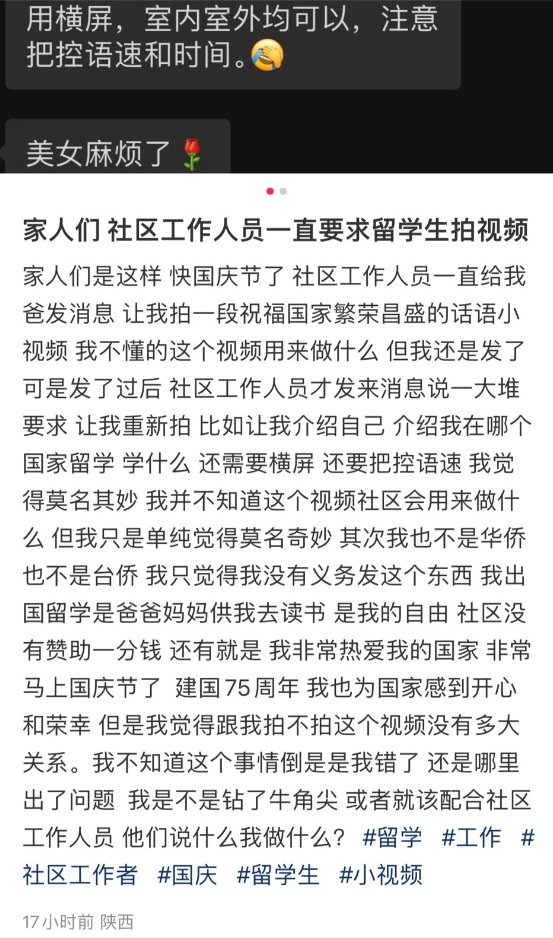 用横屏，室内室外均可以，注意
把控语速和时间。🤣
美女麻烦了🌹
家人们 社区工作人员一直要求留学生拍视频
家人们是这样 快国庆节了 社区工作人员一直给我
爸发消息 让我拍一段祝福国家繁荣昌盛的话语小
视频 我不懂的这个视频用来做什么 但我还是发了
可是发了过后 社区工作人员才发来消息说一大堆
要求 让我重新拍 比如让我介绍自己 介绍我在哪个
国家留学 学什么 还需要横屏 还要把控语速 我觉
得莫名其妙 我并不知道这个视频社区会用来做什
么 但我只是单纯觉得莫名奇妙 其次我也不是华侨
也不是台侨 我只觉得我没有义务发这个东西 我出
国留学是爸爸妈妈供我去读书 是我的自由 社区没
有赞助一分钱 还有就是 我非常热爱我的国家 非常
马上国庆节了 建国75周年 我也为国家感到开心
和荣幸 但是我觉得跟我拍不拍这个视频没有多大
关系。我不知道这个事情倒是是我错了 还是哪里
出了问题 我是不是钻了牛角尖 或者就该配合社区
工作人员 他们说什么我做什么？ #留学 #工作 #
社区工作者 #国庆 #留学生 #小视频
17小时前 陕西